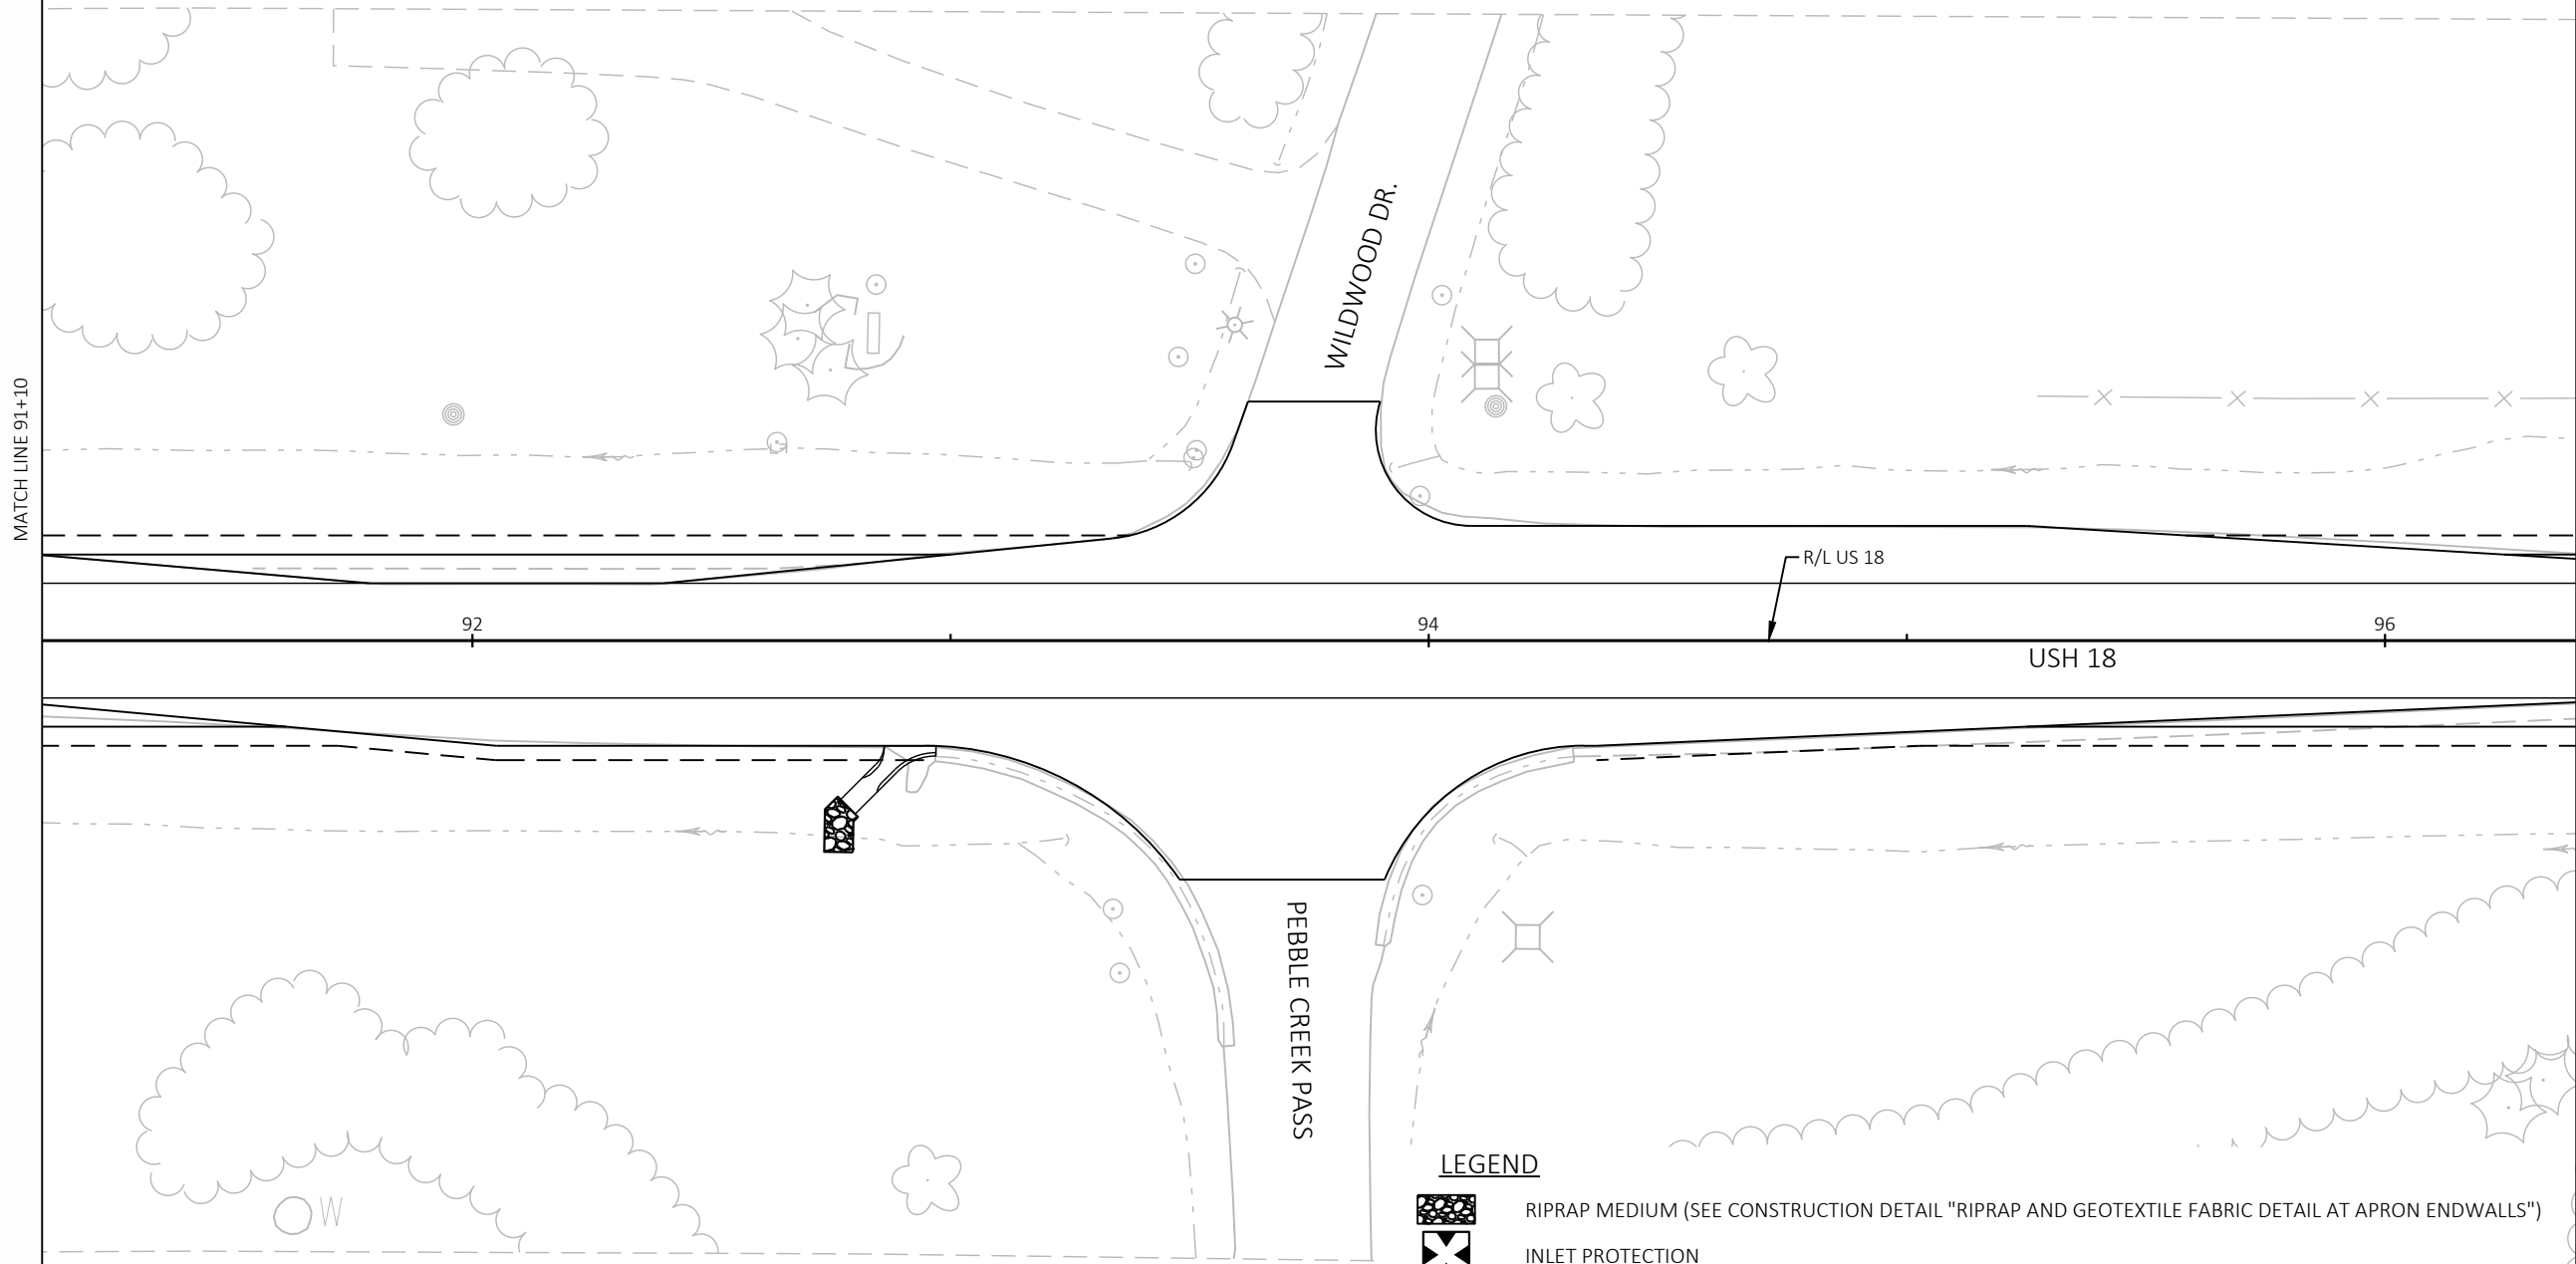 WILDWOOD DR.
MATCH LINE 91+10
R/L US 18
92
94
96
USH 18
PEBBLE CREEK PASS
W
LEGEND
RIPRAP MEDIUM (SEE CONSTRUCTION DETAIL "RIPRAP AND GEOTEXTILE FABRIC DETAIL AT APRON ENDWALLS")
INLET PROTECTION